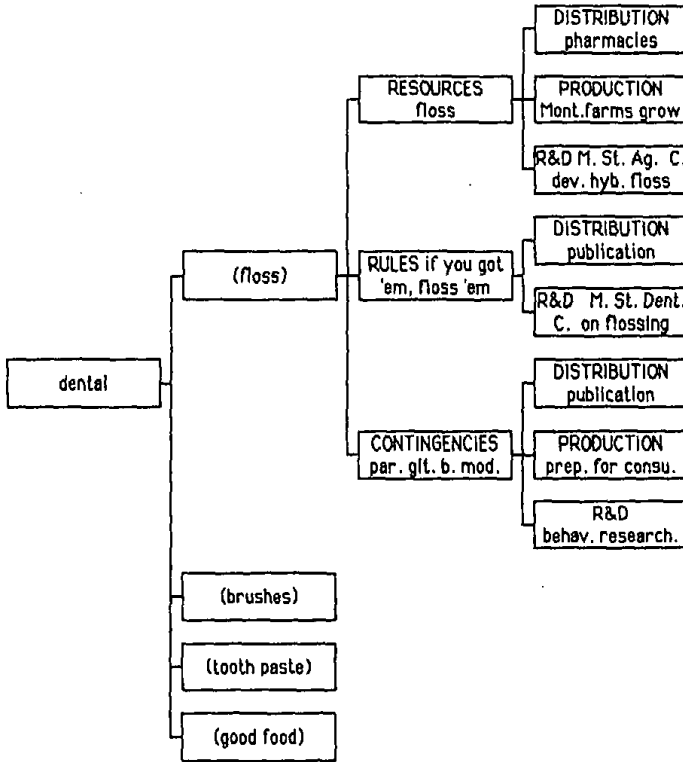 DISTRIBUTION
pharmacies
RESOURCES
floss
PRODUCTION
Mont.farms grow
R&D M. St. Ag. C.
dev. hyb. floss
DISTRIBUTION
publication
(floss)
RULES if you got
'em, floss 'em
R&D M. St. Dent.
C. on flossing
dental
DISTRIBUTION
publication
CONTINGENCIES
par. glt. b. mod.
PRODUCTION
prep. for consu.
R&D
behav. research.
(brushes)
(tooth paste)
(good food)